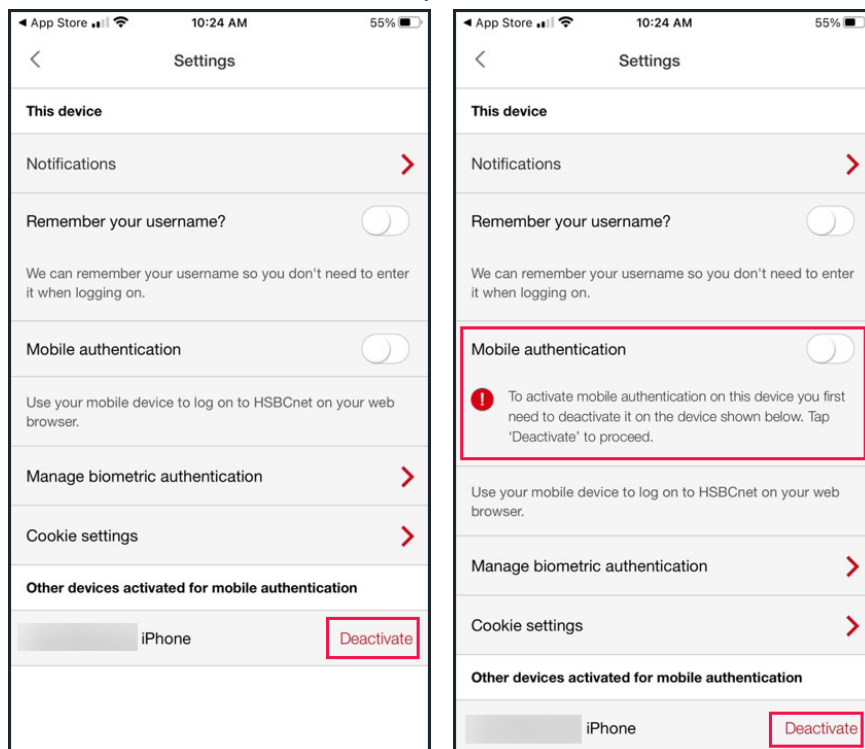 App Store 10:24 AM 55%
Settings
This device
Notifications
Remember your username?
We can remember your username so you don't need to enter
it when logging on.
Mobile authentication
Use your mobile device to log on to HSBCnet on your web
browser.
Manage biometric authentication
Cookie settings
Other devices activated for mobile authentication
iPhone Deactivate
App Store 10:24 AM 55%
Settings
This device
Notifications
Remember your username?
We can remember your username so you don't need to enter
it when logging on.
Mobile authentication
! To activate mobile authentication on this device you first
need to deactivate it on the device shown below. Tap
'Deactivate' to proceed.
Use your mobile device to log on to HSBCnet on your web
browser.
Manage biometric authentication
Cookie settings
Other devices activated for mobile authentication
iPhone Deactivate